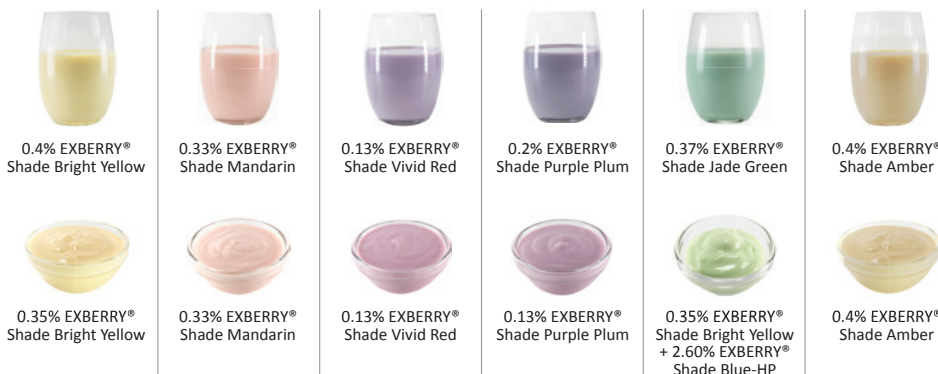 0.4% EXBERRY®
Shade Bright Yellow
0.33% EXBERRY®
Shade Mandarin
0.13% EXBERRY®
Shade Vivid Red
0.2% EXBERRY®
Shade Purple Plum
0.37% EXBERRY®
Shade Jade Green
0.4% EXBERRY®
Shade Amber
0.35% EXBERRY®
Shade Bright Yellow
0.33% EXBERRY®
Shade Mandarin
0.13% EXBERRY®
Shade Vivid Red
0.13% EXBERRY®
Shade Purple Plum
0.35% EXBERRY®
Shade Bright Yellow
+ 2.60% EXBERRY®
Shade Blue-HP
0.4% EXBERRY®
Shade Amber